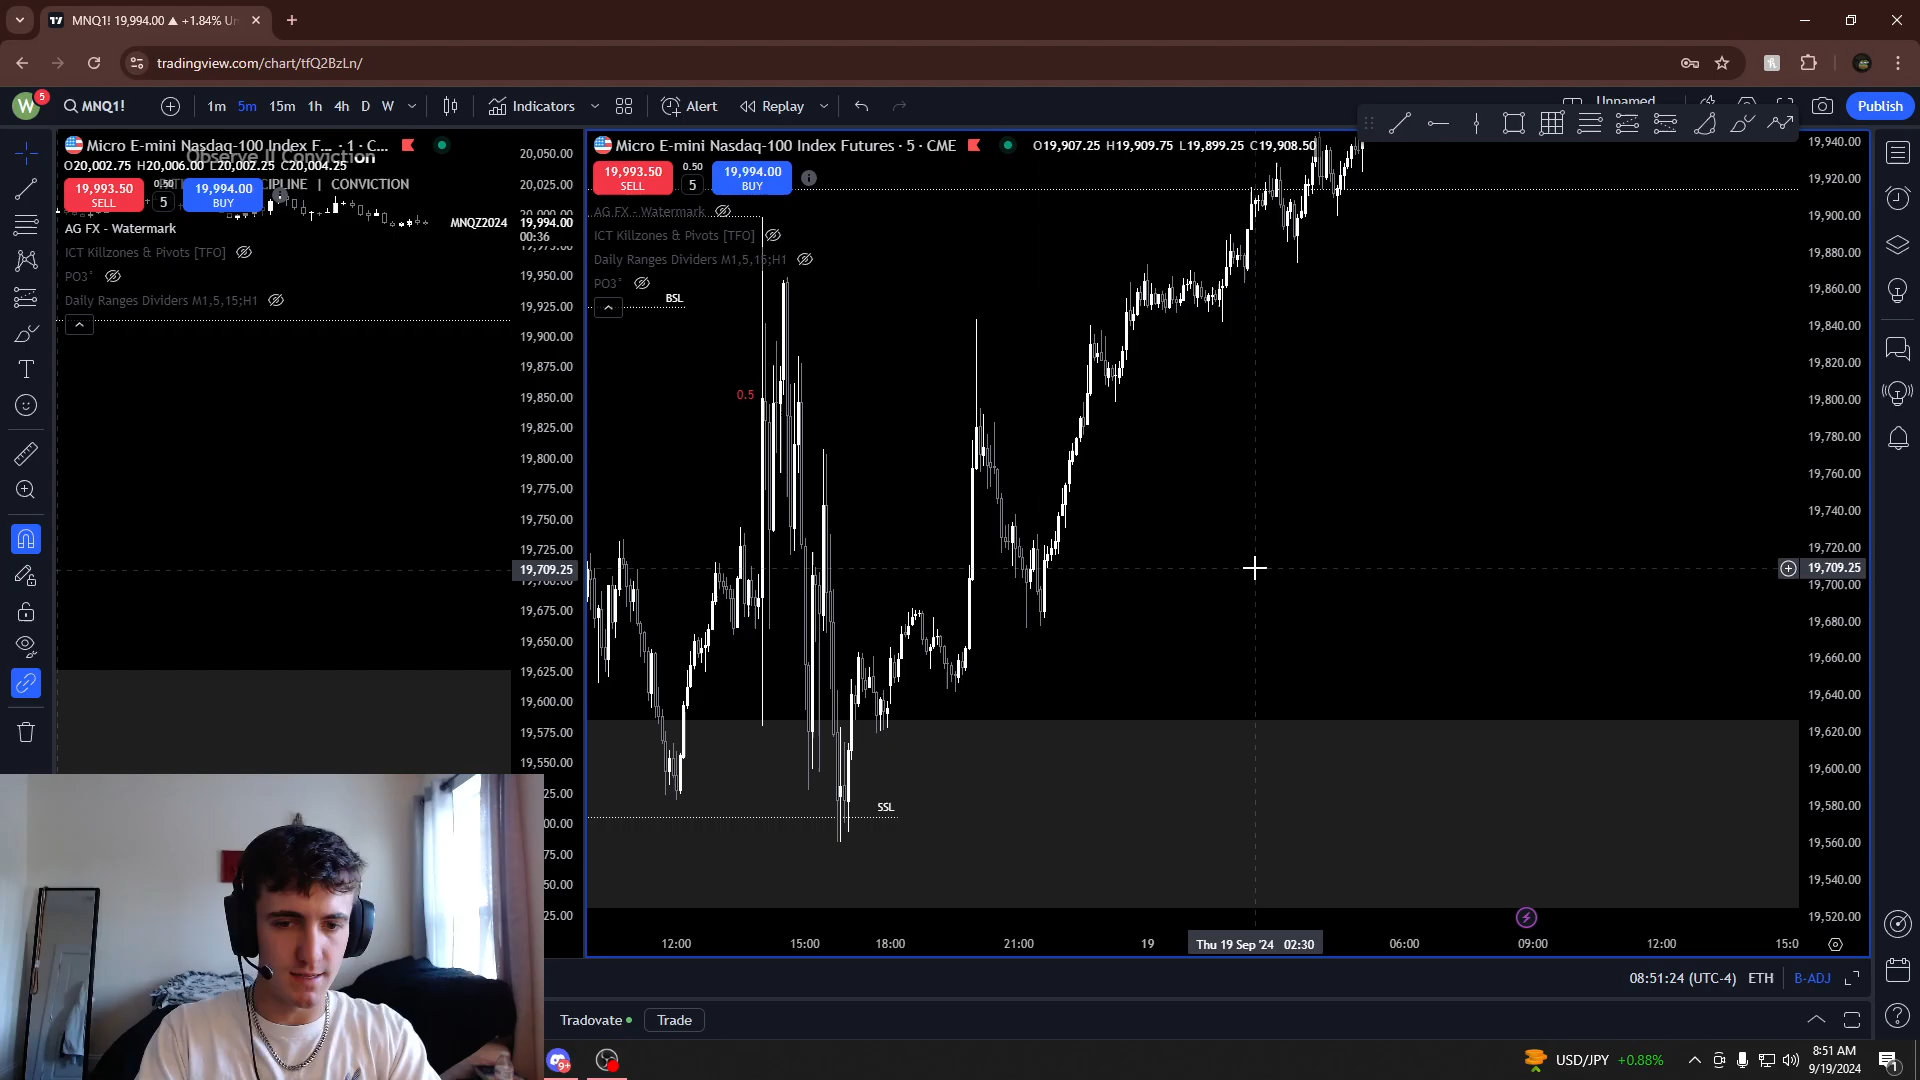 MNQ1! 19,994.00 ▲ +1.84% Un
tradingview.com/chart/tfQ2BzLn/
W 5 MNQ1! 1m 5m 15m 1h 4h D W Indicators Alert Replay Unnamed Publish
Micro E-mini Nasdaq-100 Index F... · 1 · C...
Observe || Conviction
O20,002.75 H20,006.00 L20,002.25 C20,004.25
DISCIPLINE | CONVICTION
19,993.50
SELL
0.50
5
19,994.00
BUY
AG FX - Watermark
ICT Killzones & Pivots [TFO]
PO3
Daily Ranges Dividers M1,5,15;H1
MNQZ2024 19,994.00
00:36
20,050.00
20,025.00
19,950.00
19,925.00
19,900.00
19,875.00
19,850.00
19,825.00
19,800.00
19,775.00
19,750.00
19,725.00
19,709.25
19,700.00
19,675.00
19,650.00
19,625.00
19,600.00
19,575.00
19,550.00
Micro E-mini Nasdaq-100 Index Futures · 5 · CME
O19,907.25 H19,909.75 L19,899.25 C19,908.50
19,993.50
SELL
0.50
5
19,994.00
BUY
AG FX - Watermark
ICT Killzones & Pivots [TFO]
Daily Ranges Dividers M1,5,15;H1
PO3
BSL
0.5
SSL
19,940.00
19,920.00
19,900.00
19,880.00
19,860.00
19,840.00
19,820.00
19,800.00
19,780.00
19,760.00
19,740.00
19,720.00
19,709.25
19,700.00
19,680.00
19,660.00
19,640.00
19,620.00
19,600.00
19,580.00
19,560.00
19,540.00
19,520.00
12:00 15:00 18:00 21:00 19 Thu 19 Sep '24 02:30 06:00 09:00 12:00 15:0
08:51:24 (UTC-4) ETH B-ADJ
Tradovate Trade
9+
USD/JPY +0.88%
8:51 AM
9/19/2024
1